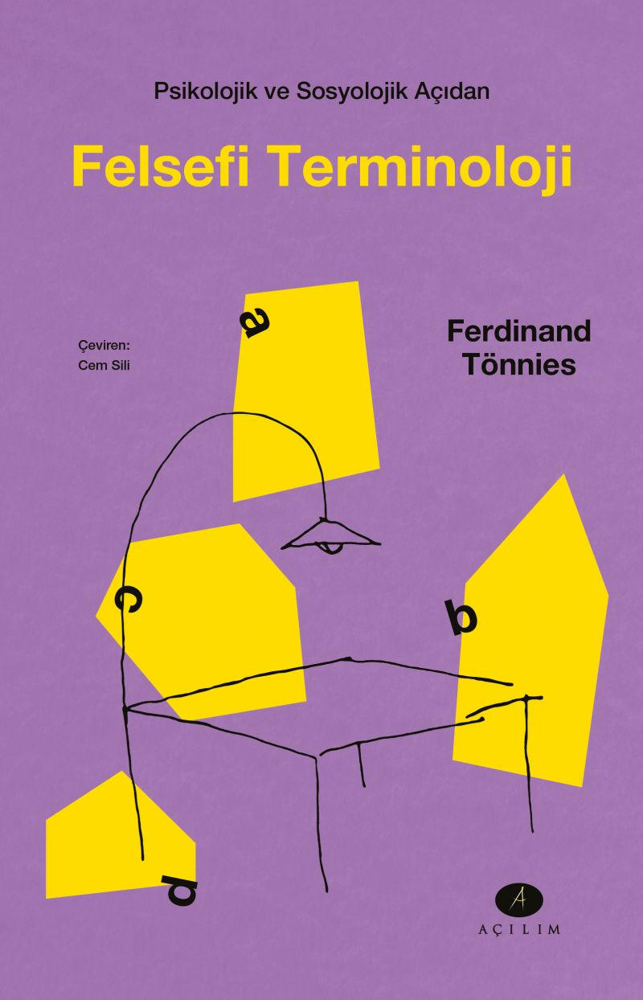 Psikolojik ve Sosyolojik Açıdan
Felsefi Terminoloji
a
Ferdinand
Tönnies
Çeviren:
Cem Sili
c
b
d
A
AÇILIM